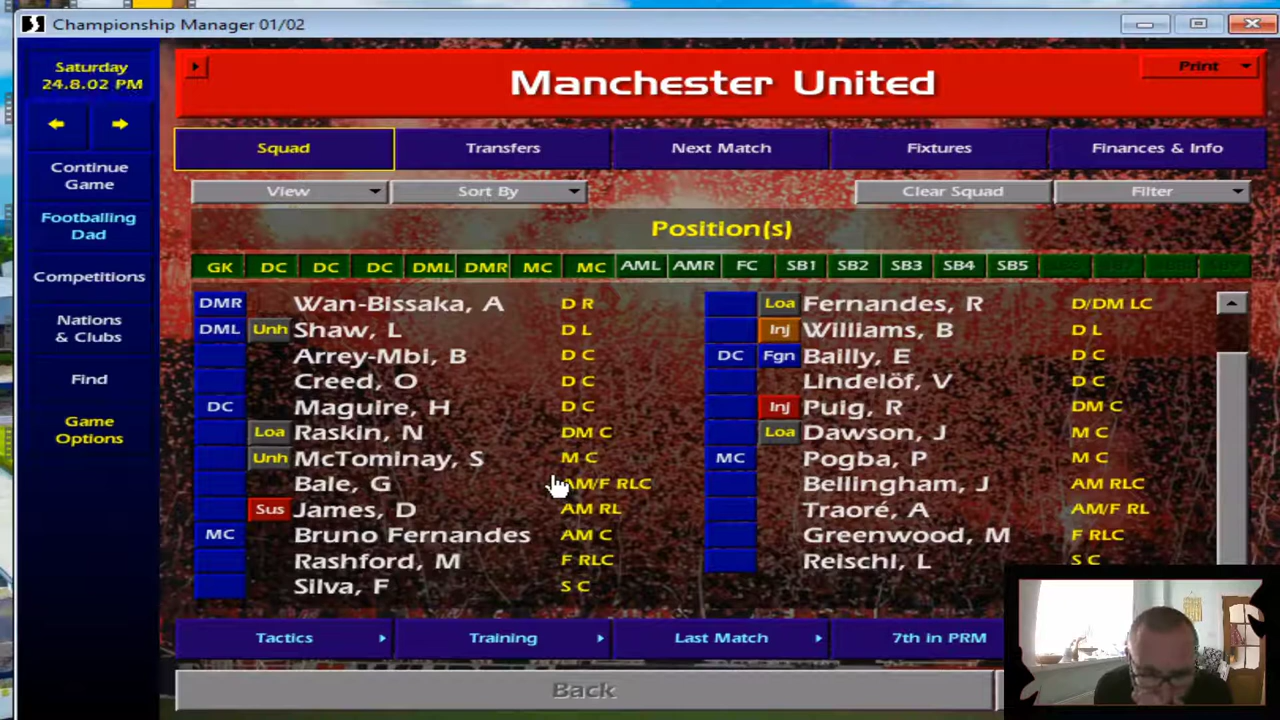 Championship Manager 01/02
Saturday
24.8.02 PM
Continue
Game
Footballing
Dad
Competitions
Nations
& Clubs
Find
Game
Options
Manchester United
Print
Squad
Transfers
Next Match
Fixtures
Finances & Info
View
Sort By
Clear Squad
Filter
Position(s)
GK DC DC DC DML DMR MC MC AML AMR FC SB1 SB2 SB3 SB4 SB5
DMR Wan-Bissaka, A D R
DML Unh Shaw, L D L
Arrey-Mbi, B D C
Creed, O D C
DC Maguire, H D C
Loa Raskin, N DM C
Unh McTominay, S M C
Bale, G AM/F RLC
Sus James, D AM RL
MC Bruno Fernandes AM C
Rashford, M F RLC
Silva, F S C
Loa Fernandes, R D/DM LC
Inj Williams, B D L
DC Fgn Bailly, E D C
Lindelöf, V D C
Inj Puig, R DM C
Loa Dawson, J M C
MC Pogba, P M C
Bellingham, J AM RLC
Traoré, A AM/F RL
Greenwood, M F RLC
Reischl, L S C
Tactics
Training
Last Match
7th in PRM
Back